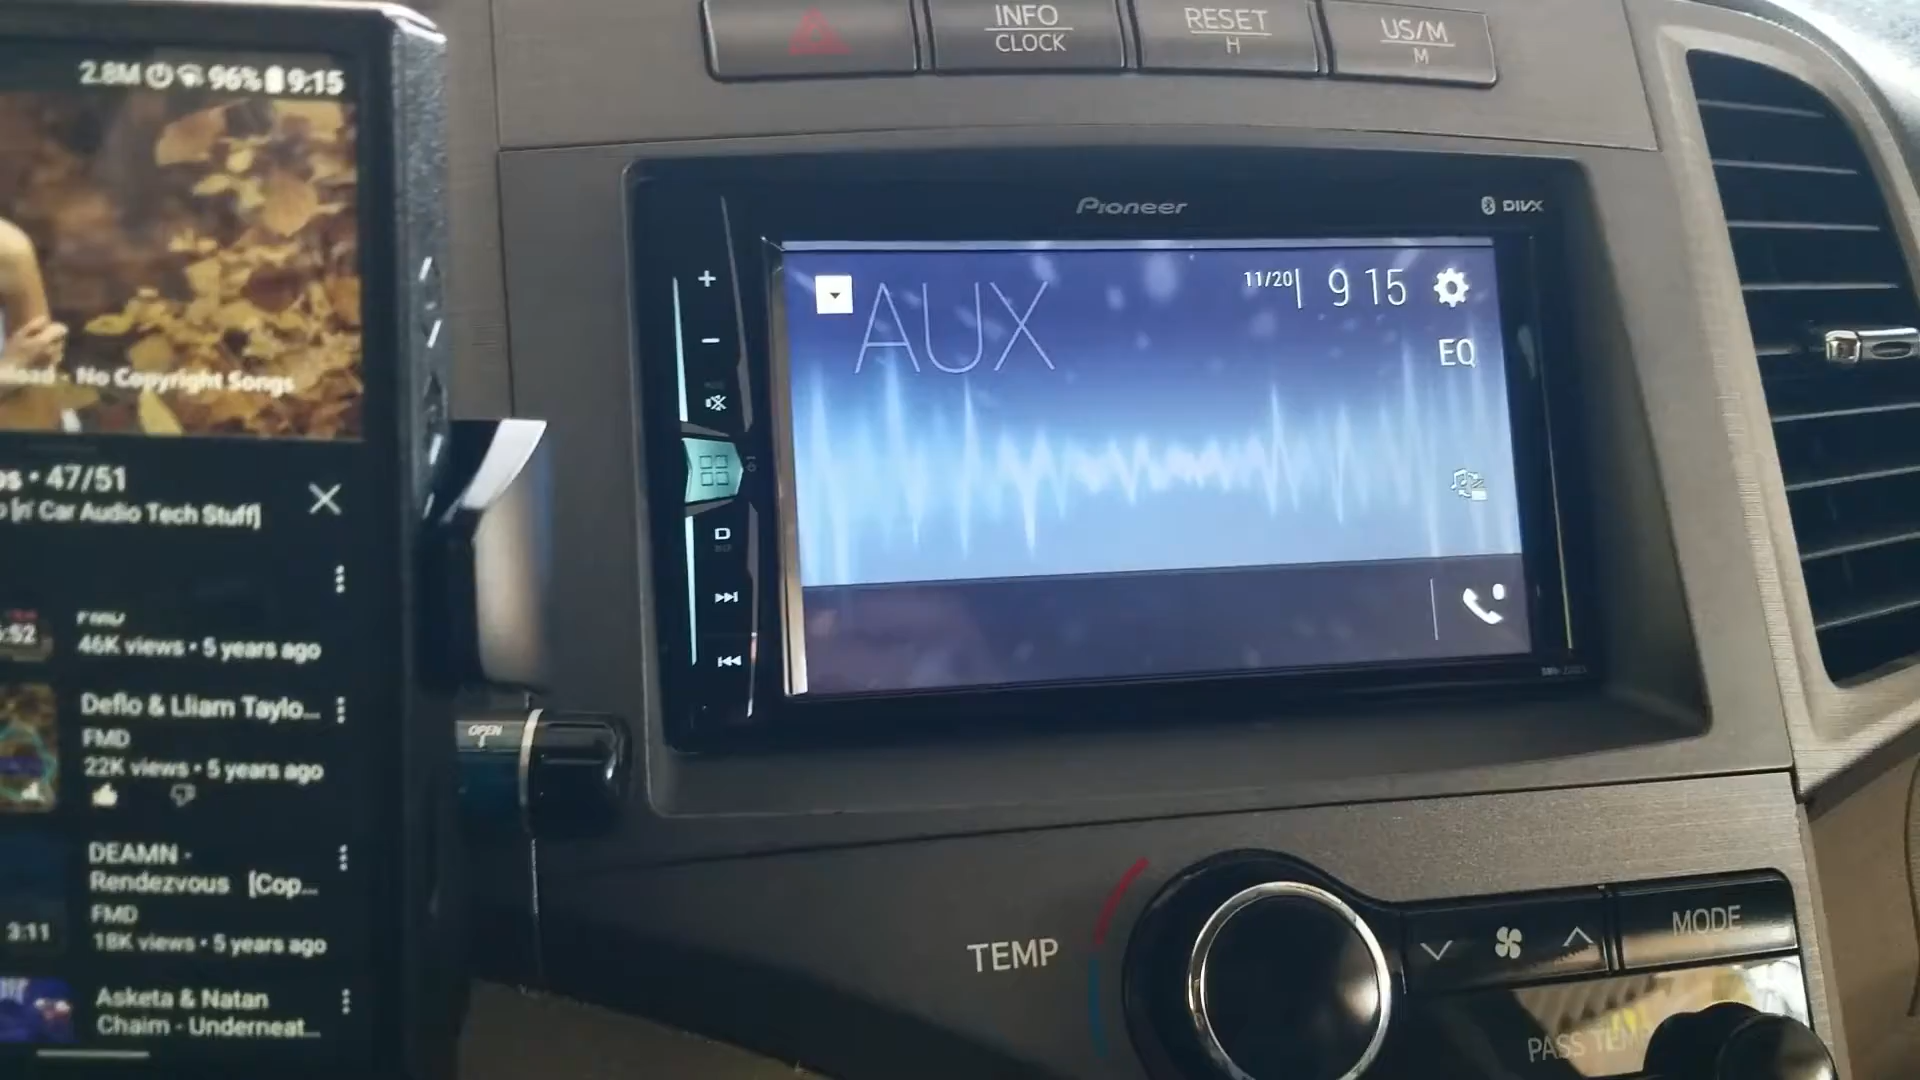 INFO
CLOCK
RESET
H
US/M
M
2.8M 96% 9:15
- No Copyright Songs
• 47/51
Car Audio Tech Stuff]
FMD
46K views • 5 years ago
Deflo & Lliam Taylo...
FMD
22K views • 5 years ago
DEAMN -
Rendezvous [Cop...
FMD
18K views • 5 years ago
3:11
Asketa & Natan
Chaim - Underneat...
OPEN
Pioneer
DIVX
AUX
11/20
9 15
EQ
D
TEMP
MODE
PASS TEMP